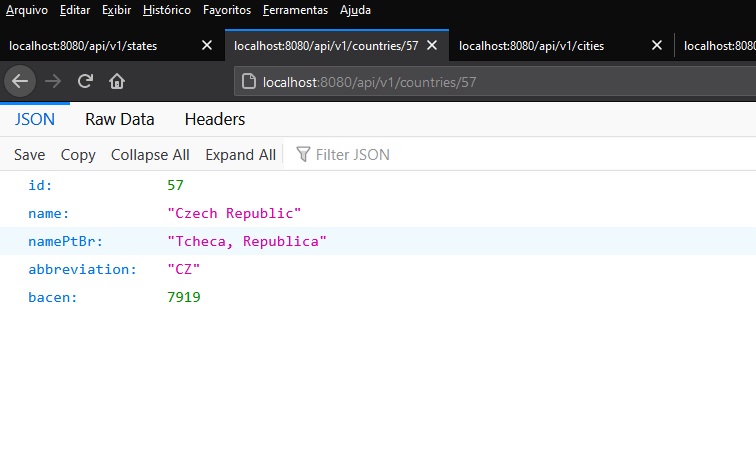 Arquivo Editar Exibir Histórico Favoritos Ferramentas Ajuda
localhost:8080/api/v1/states localhost:8080/api/v1/countries/57 localhost:8080/api/v1/cities localhost:808
localhost:8080/api/v1/countries/57
JSON Raw Data Headers
Save Copy Collapse All Expand All Filter JSON
id: 57
name: "Czech Republic"
namePtBr: "Tcheca, Republica"
abbreviation: "CZ"
bacen: 7919